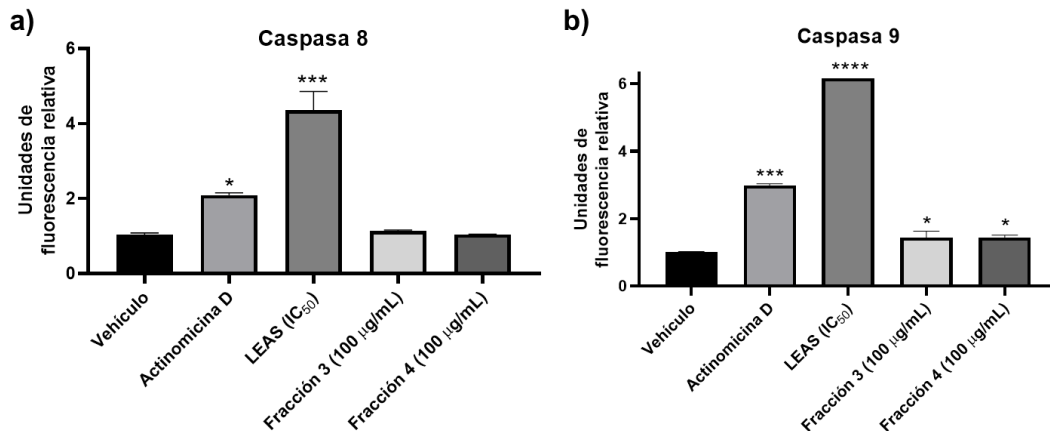 a)
Caspasa 8
Unidades de
fluorescencia relativa
6
4
2
0
*
***
Vehículo
Actinomicina D
LEAS (IC₅₀)
Fracción 3 (100 µg/mL)
Fracción 4 (100 µg/mL)
b)
Caspasa 9
Unidades de
fluorescencia relativa
6
4
2
0
***
****
*
*
Vehículo
Actinomicina D
LEAS (IC₅₀)
Fracción 3 (100 µg/mL)
Fracción 4 (100 µg/mL)